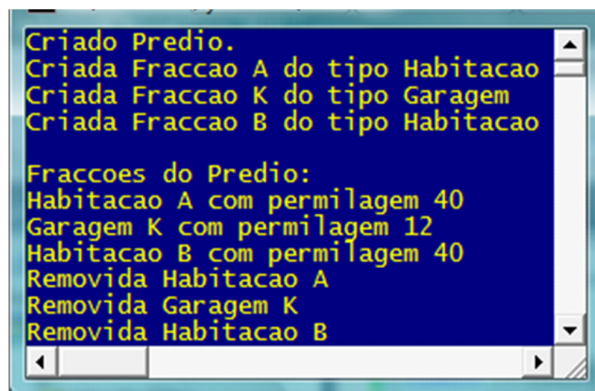 Criado Predio.
Criada Fraccao A do tipo Habitacao
Criada Fraccao K do tipo Garagem
Criada Fraccao B do tipo Habitacao
Fraccoes do Predio:
Habitacao A com permilagem 40
Garagem K com permilagem 12
Habitacao B com permilagem 40
Removida Habitacao A
Removida Garagem K
Removida Habitacao B